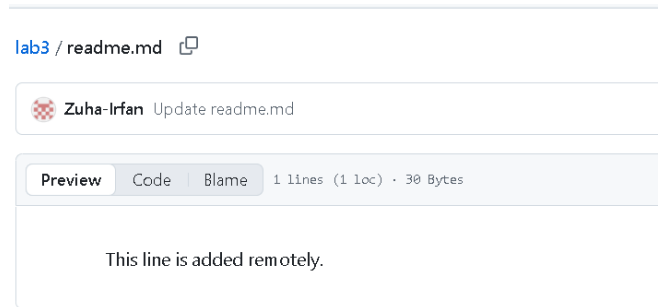 lab3 / readme.md
Zuha-Irfan Update readme.md
Preview Code Blame 1 lines (1 loc) · 30 Bytes
This line is added remotely.